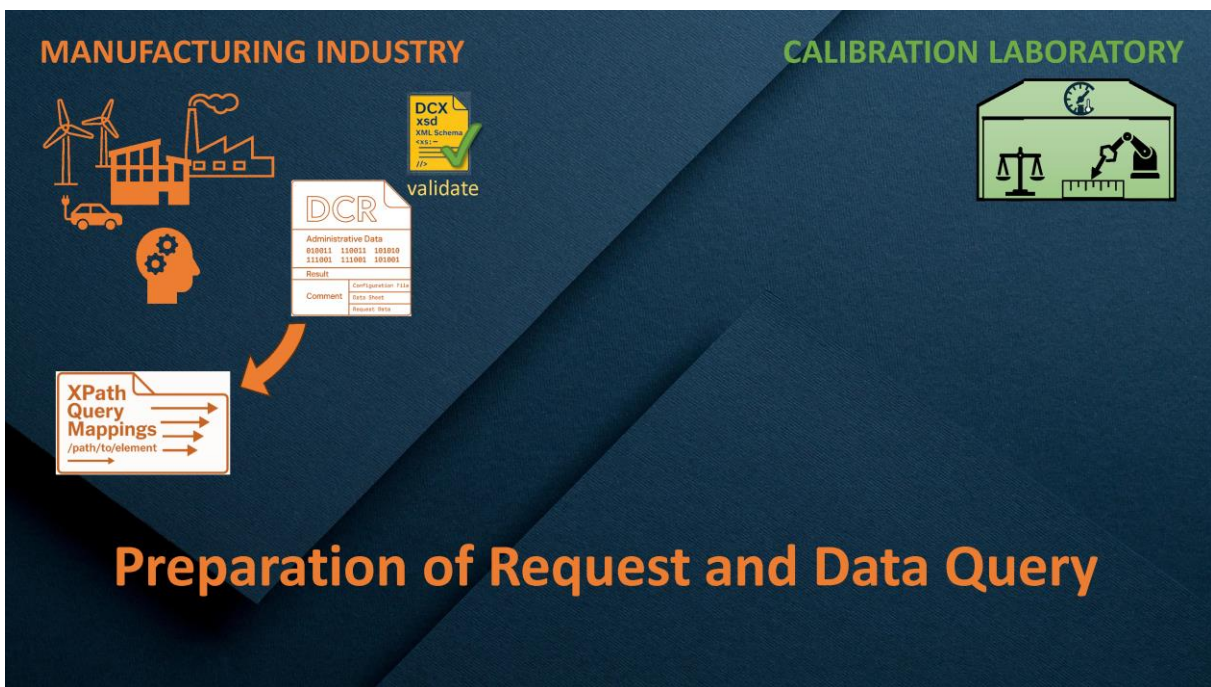 MANUFACTURING INDUSTRY
CALIBRATION LABORATORY
DCX
xsd
XML Schema
<xs:—
//>
validate
DCR
Administrative Data
010011 110011 101010
111001 111001 101001
Result
Comment
Configuration File
Data Sheet
Request Data
XPath
Query
Mappings
/path/to/element
Preparation of Request and Data Query